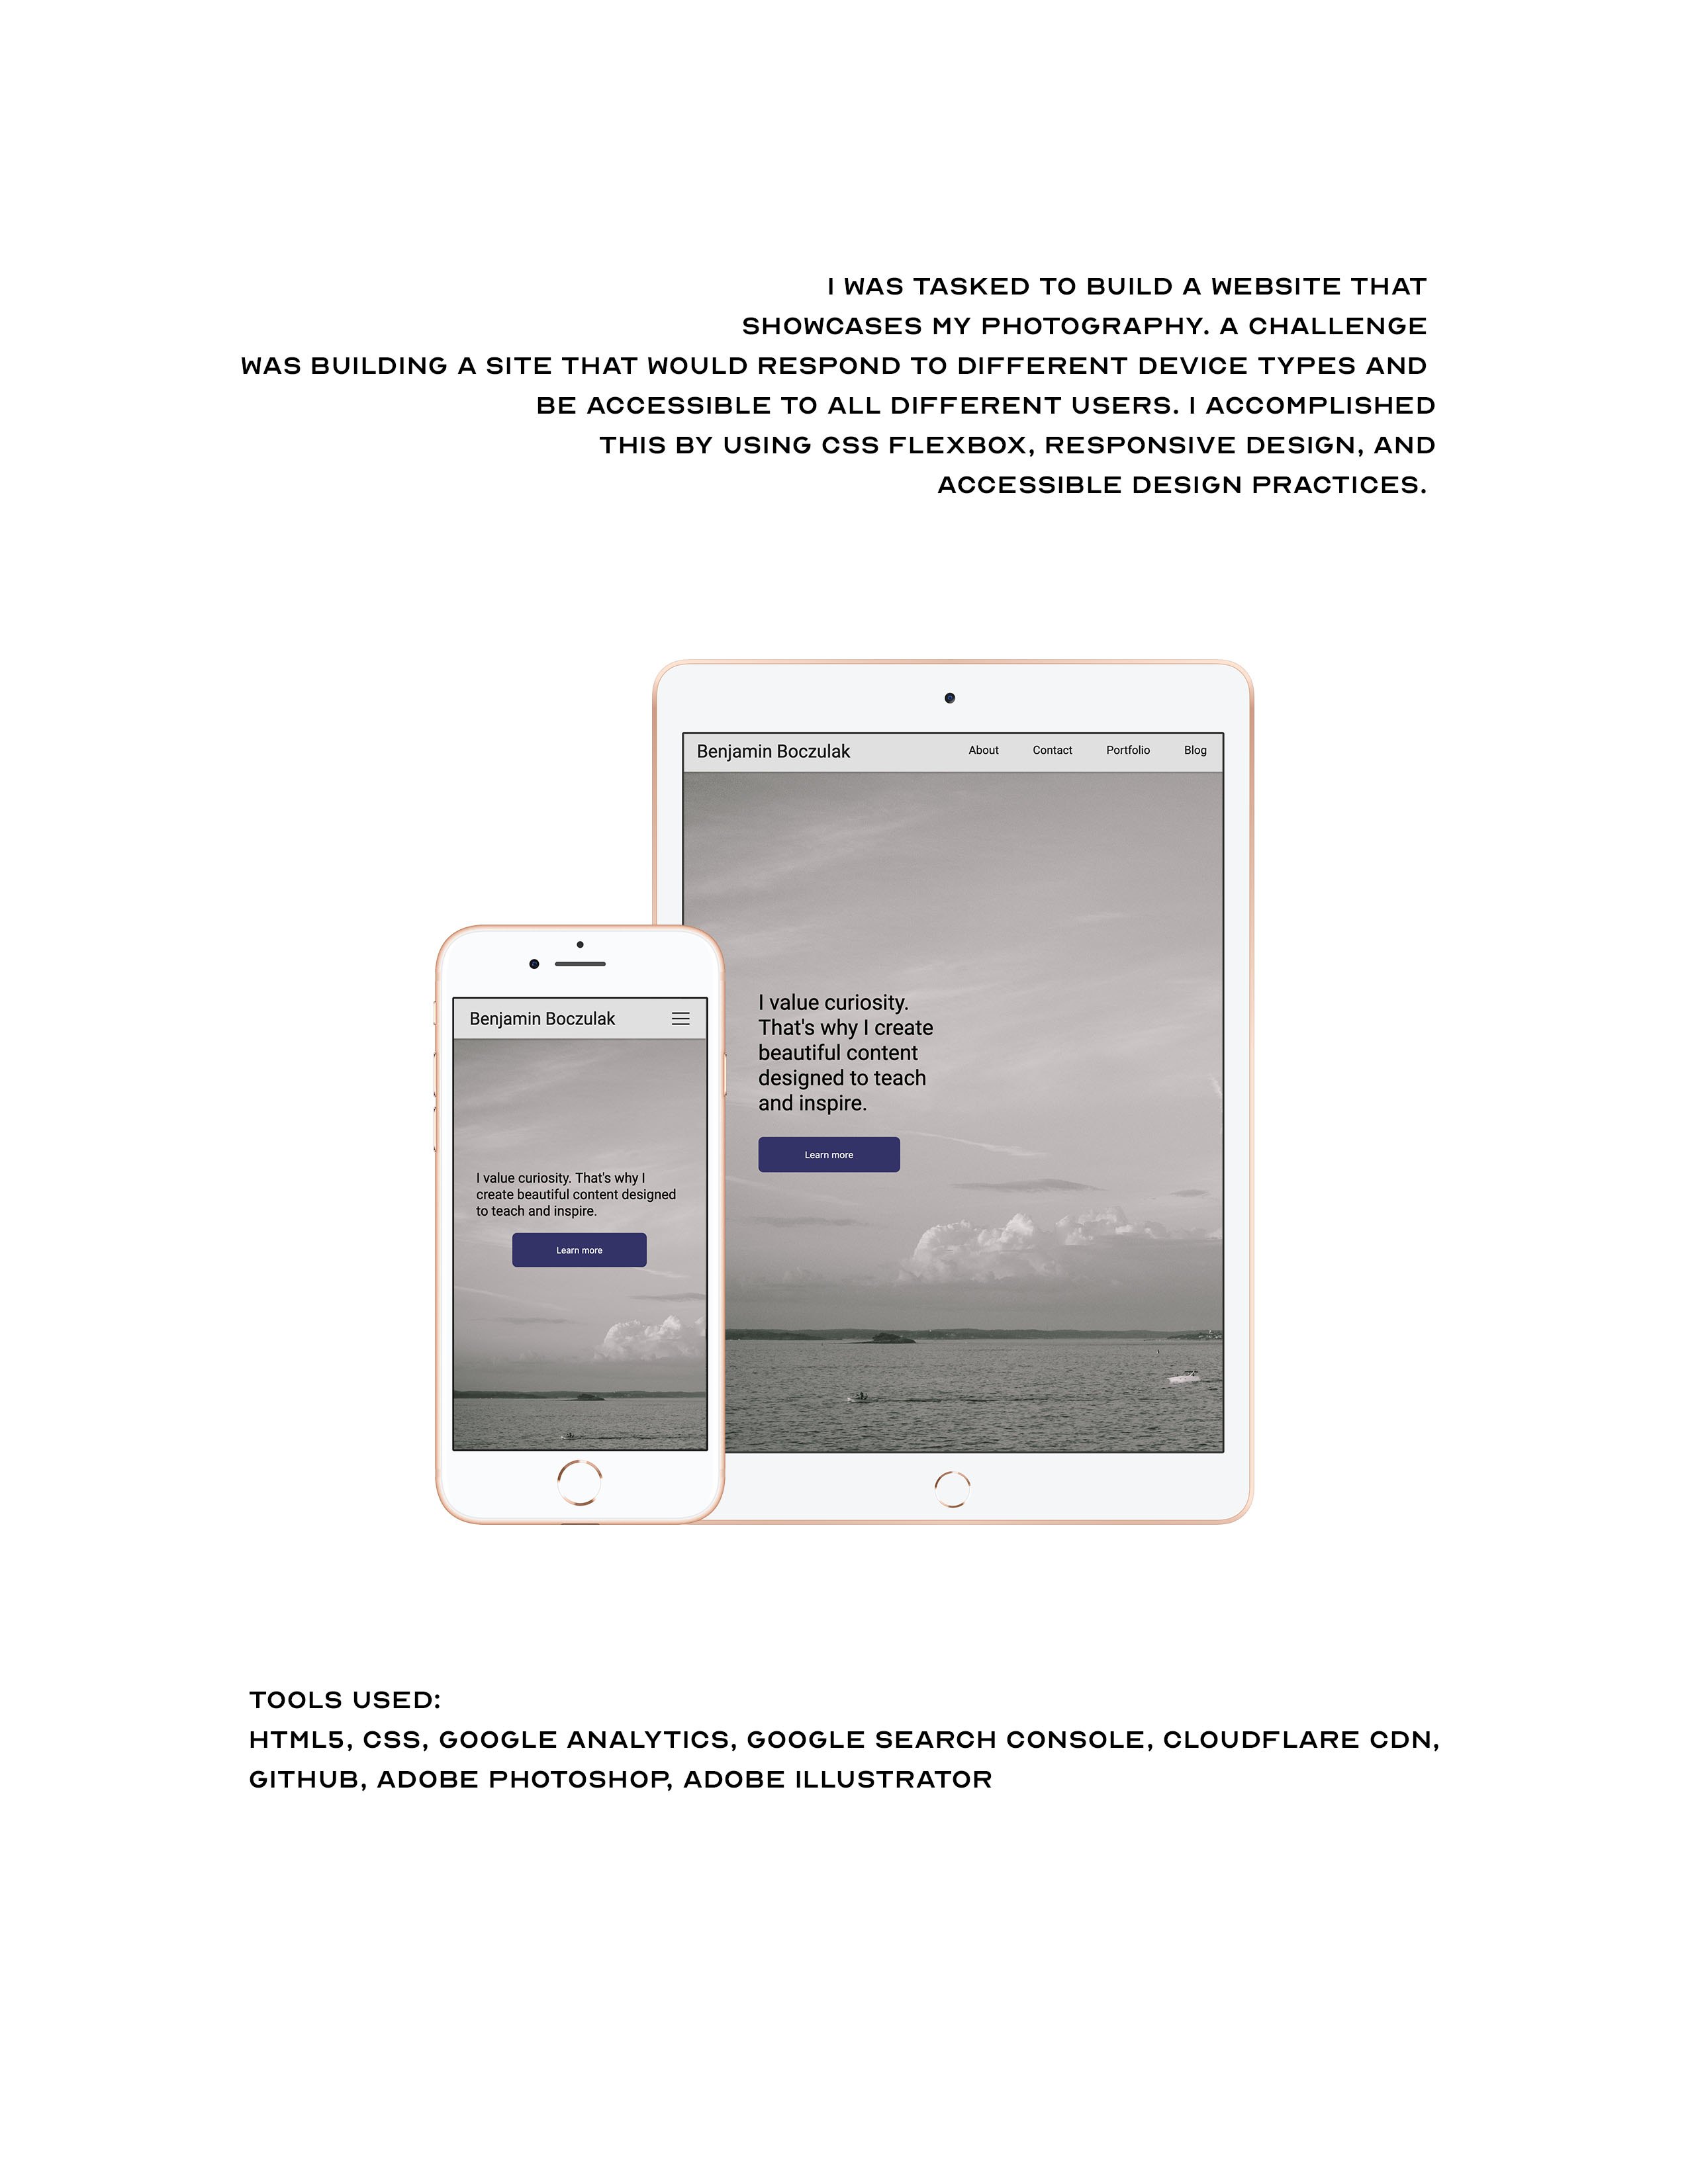 I WAS TASKED TO BUILD A WEBSITE THAT
SHOWCASES MY PHOTOGRAPHY. A CHALLENGE
WAS BUILDING A SITE THAT WOULD RESPOND TO DIFFERENT DEVICE TYPES AND
BE ACCESSIBLE TO ALL DIFFERENT USERS. I ACCOMPLISHED
THIS BY USING CSS FLEXBOX, RESPONSIVE DESIGN, AND
ACCESSIBLE DESIGN PRACTICES.
Benjamin Boczulak About Contact Portfolio Blog
I value curiosity.
That's why I create
beautiful content
designed to teach
and inspire.
Learn more
Benjamin Boczulak
I value curiosity. That's why I
create beautiful content designed
to teach and inspire.
Learn more
TOOLS USED:
HTML5, CSS, GOOGLE ANALYTICS, GOOGLE SEARCH CONSOLE, CLOUDFLARE CDN,
GITHUB, ADOBE PHOTOSHOP, ADOBE ILLUSTRATOR